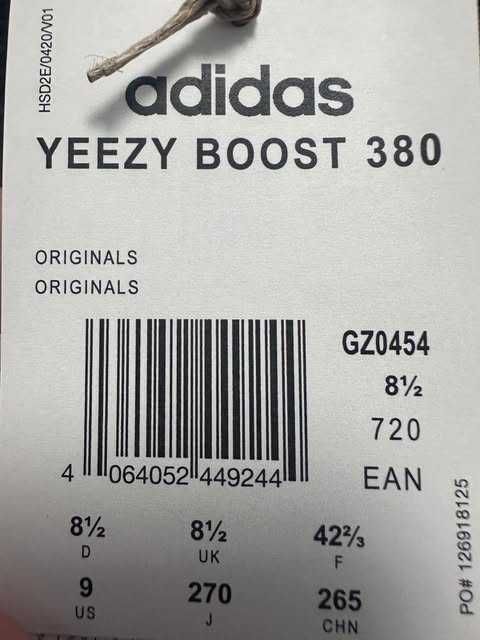 HSD2E/0420/V01
adidas
YEEZY BOOST 380
ORIGINALS
ORIGINALS
GZ0454
8½
720
EAN
4 064052 449244
8½ 8½ 42⅔
D UK F
9 270 265
US J CHN
PO# 126918125